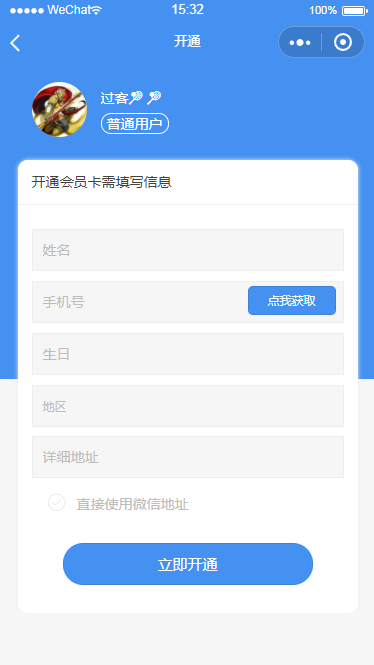 ●●●●● WeChat 15:32 100%
开通
过客
普通用户
开通会员卡需填写信息
姓名
手机号 点我获取
生日
地区
详细地址
直接使用微信地址
立即开通